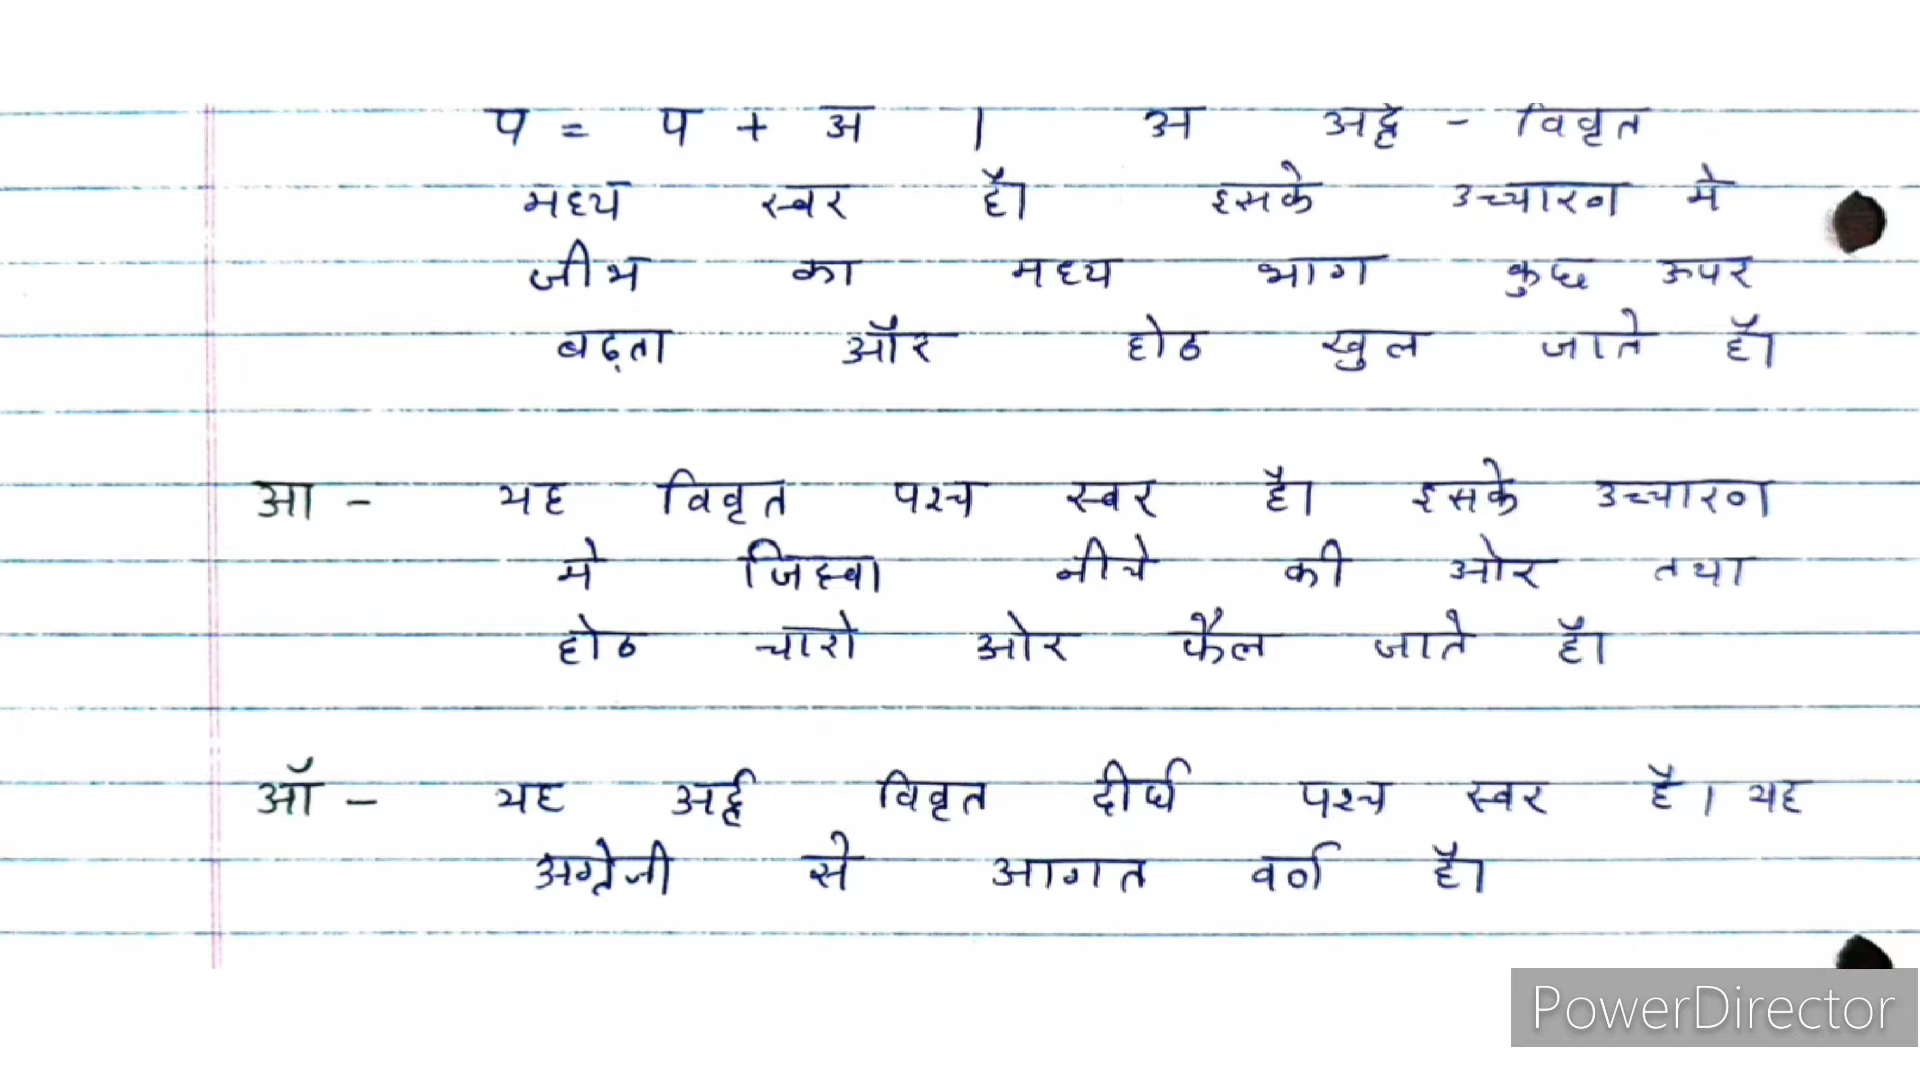 प = प + अ । अ अर्द्ध - विवृत
मध्य स्वर है। इसके उच्चारण मे
जीभ का मध्य भाग कुछ ऊपर
बढ़ता और होठ खुल जाते है।
आ - यह विवृत पश्च स्वर है। इसके उच्चारण
मे जिह्वा नीचे की ओर तथा
होठ चारो ओर फैल जाते है।
ऑ - यह अर्द्ध विवृत दीर्घ पश्च स्वर है। यह
अंग्रेजी से आगत वर्ण है।
PowerDirector